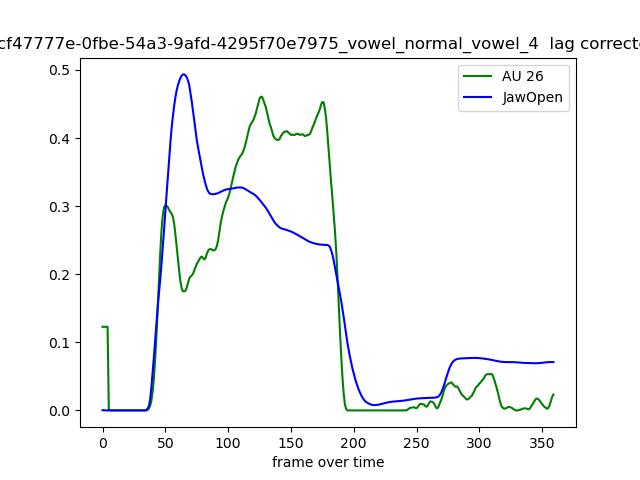 cf47777e-0fbe-54a3-9afd-4295f70e7975_vowel_normal_vowel_4 lag correcte
AU 26
JawOpen
0.5
0.4
0.3
0.2
0.1
0.0
0 50 100 150 200 250 300 350
frame over time